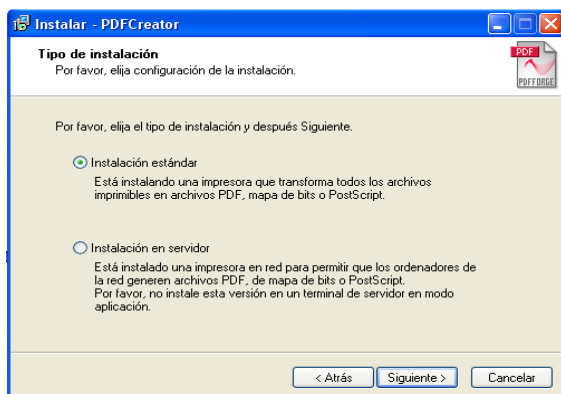 Instalar - PDFCreator
Tipo de instalación
Por favor, elija configuración de la instalación.
PDF
PDFFORGE
Por favor, elija el tipo de instalación y después Siguiente.
Instalación estándar
Está instalando una impresora que transforma todos los archivos
imprimibles en archivos PDF, mapa de bits o PostScript.
Instalación en servidor
Está instalado una impresora en red para permitir que los ordenadores de
la red generen archivos PDF, de mapa de bits o PostScript.
Por favor, no instale esta versión en un terminal de servidor en modo
aplicación.
< Atrás
Siguiente >
Cancelar